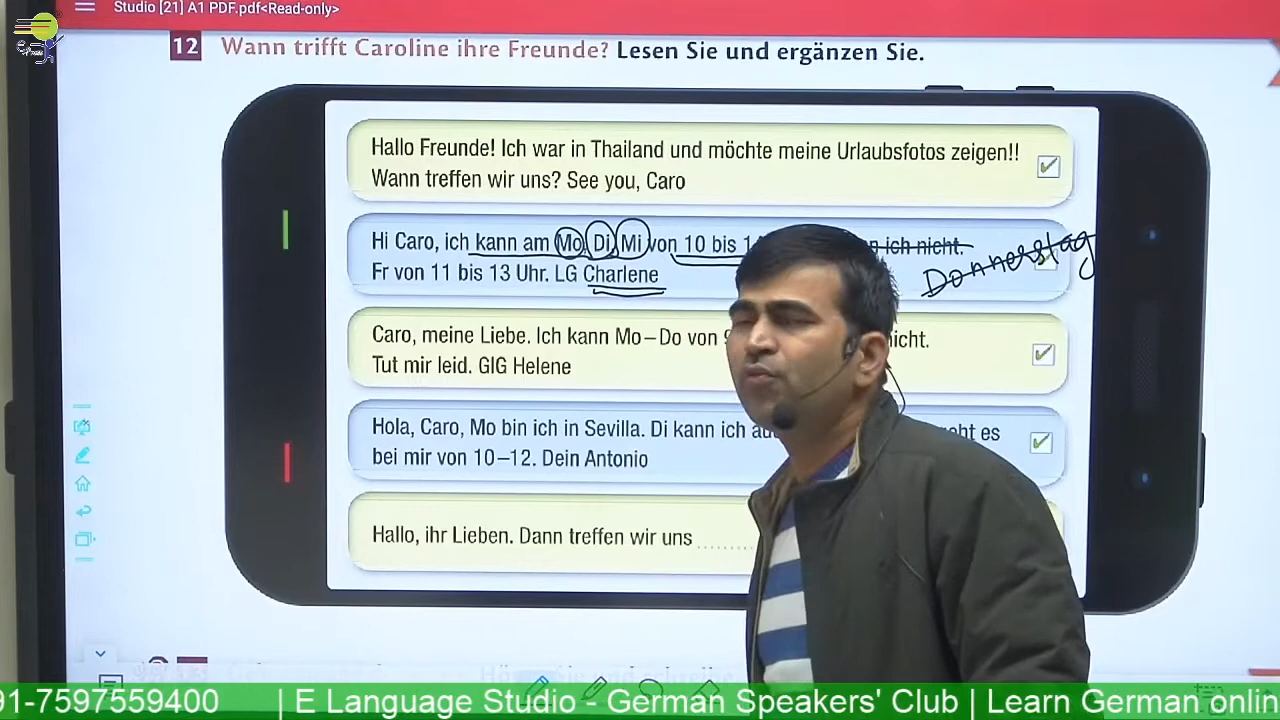 Studio [21] A1 PDF.pdf<Read-only>
12 Wann trifft Caroline ihre Freunde? Lesen Sie und ergänzen Sie.
Hallo Freunde! Ich war in Thailand und möchte meine Urlaubsfotos zeigen!!
Wann treffen wir uns? See you, Caro
Hi Caro, ich kann am Mo, Di, Mi von 10 bis ich nicht.
Donnerstag
Fr von 11 bis 13 Uhr. LG Charlene
Caro, meine Liebe. Ich kann Mo–Do von
Tut mir leid. GIG Helene
Hola, Caro, Mo bin ich in Sevilla. Di kann ich es
bei mir von 10–12. Dein Antonio
Hallo, ihr Lieben. Dann treffen wir uns ........
91-7597559400 | E Language Studio - German Speakers' Club | Learn German